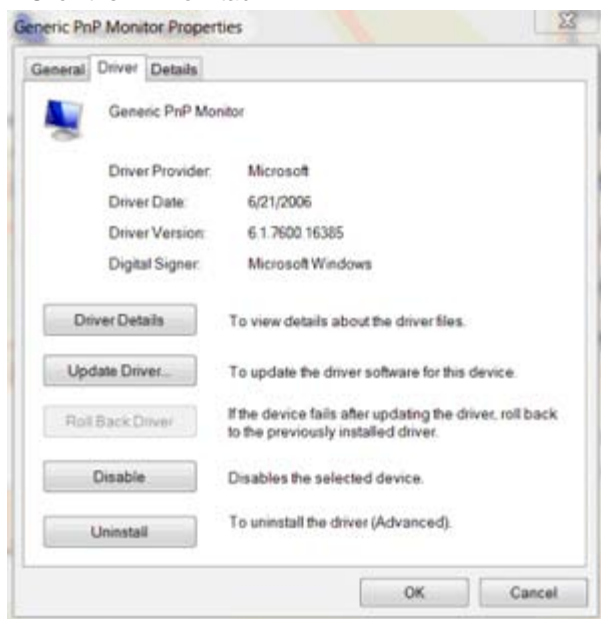 Generic PnP Monitor Properties
General Driver Details
Generic PnP Monitor
Driver Provider: Microsoft
Driver Date: 6/21/2006
Driver Version: 6.1.7600.16385
Digital Signer: Microsoft Windows
Driver Details To view details about the driver files.
Update Driver... To update the driver software for this device.
Roll Back Driver If the device fails after updating the driver, roll back
to the previously installed driver.
Disable Disables the selected device.
Uninstall To uninstall the driver (Advanced).
OK Cancel